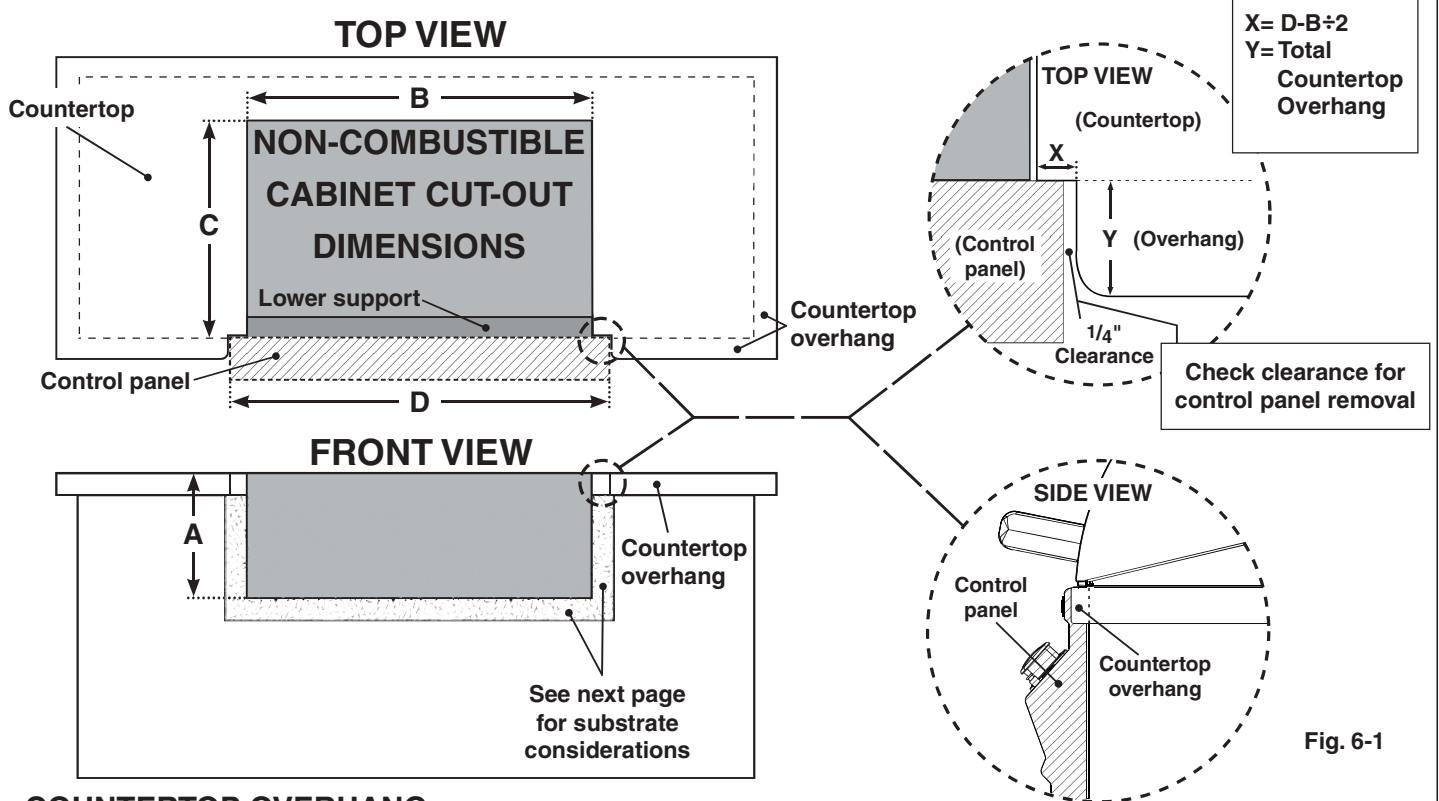 TOP VIEW
Countertop
B
NON-COMBUSTIBLE
CABINET CUT-OUT
DIMENSIONS
C
Lower support
Countertop
overhang
Control panel
D
X= D-B÷2
Y= Total
Countertop
Overhang
TOP VIEW
(Countertop)
X
(Control
panel)
Y
(Overhang)
1/4"
Clearance
Check clearance for
control panel removal
FRONT VIEW
A
Countertop
overhang
See next page
for substrate
considerations
SIDE VIEW
Control
panel
Countertop
overhang
Fig. 6-1
COUNTERTOP OVERHANG